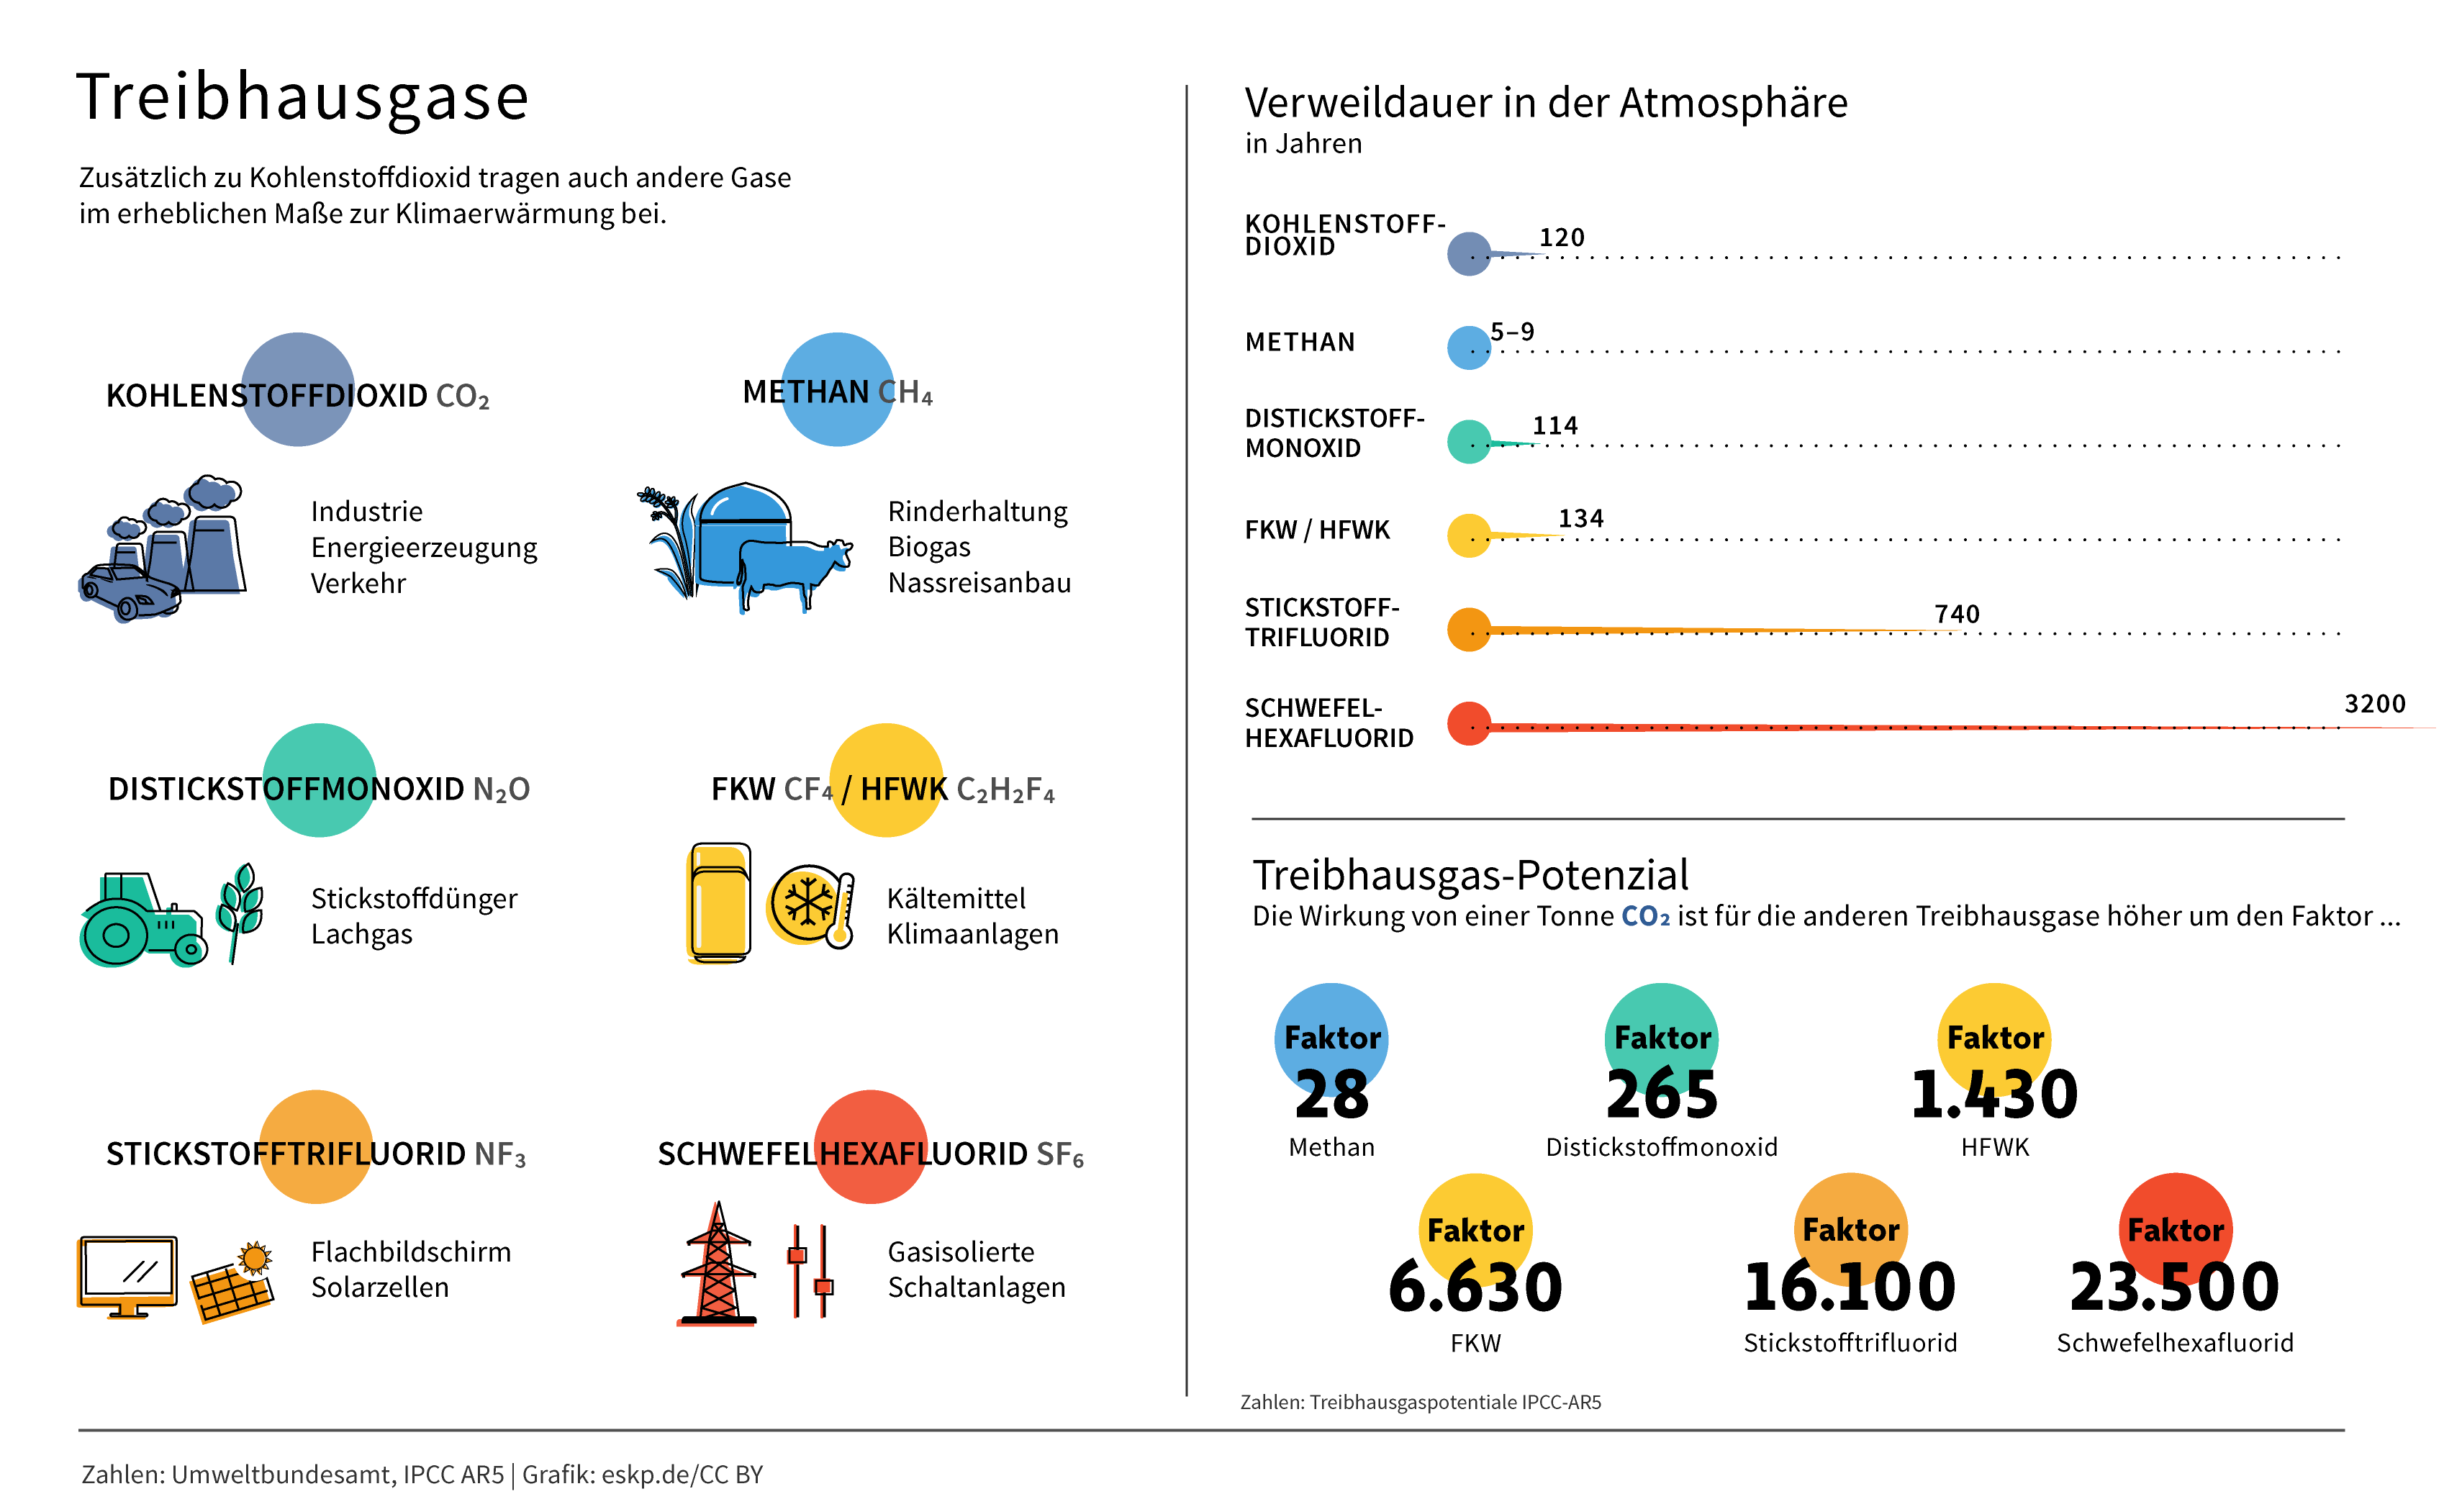 Treibhausgase
Zusätzlich zu Kohlenstoffdioxid tragen auch andere Gase
im erheblichen Maße zur Klimaerwärmung bei.
KOHLENSTOFFDIOXID CO₂
Industrie
Energieerzeugung
Verkehr
METHAN CH₄
Rinderhaltung
Biogas
Nassreisanbau
DISTICKSTOFFMONOXID N₂O
Stickstoffdünger
Lachgas
FKW CF₄ / HFWK C₂H₂F₄
Kältemittel
Klimaanlagen
STICKSTOFFTRIFLUORID NF₃
Flachbildschirm
Solarzellen
SCHWEFELHEXAFLUORID SF₆
Gasisolierte
Schaltanlagen
Verweildauer in der Atmosphäre
in Jahren
KOHLENSTOFF-
DIOXID
120
METHAN
5–9
DISTICKSTOFF-
MONOXID
114
FKW / HFWK
134
STICKSTOFF-
TRIFLUORID
740
SCHWEFEL-
HEXAFLUORID
3200
Treibhausgas-Potenzial
Die Wirkung von einer Tonne CO₂ ist für die anderen Treibhausgase höher um den Faktor ...
Faktor
28
Methan
Faktor
265
Distickstoffmonoxid
Faktor
1.430
HFWK
Faktor
6.630
FKW
Faktor
16.100
Stickstofftrifluorid
Faktor
23.500
Schwefelhexafluorid
Zahlen: Treibhausgaspotentiale IPCC-AR5
Zahlen: Umweltbundesamt, IPCC AR5 | Grafik: eskp.de/CC BY